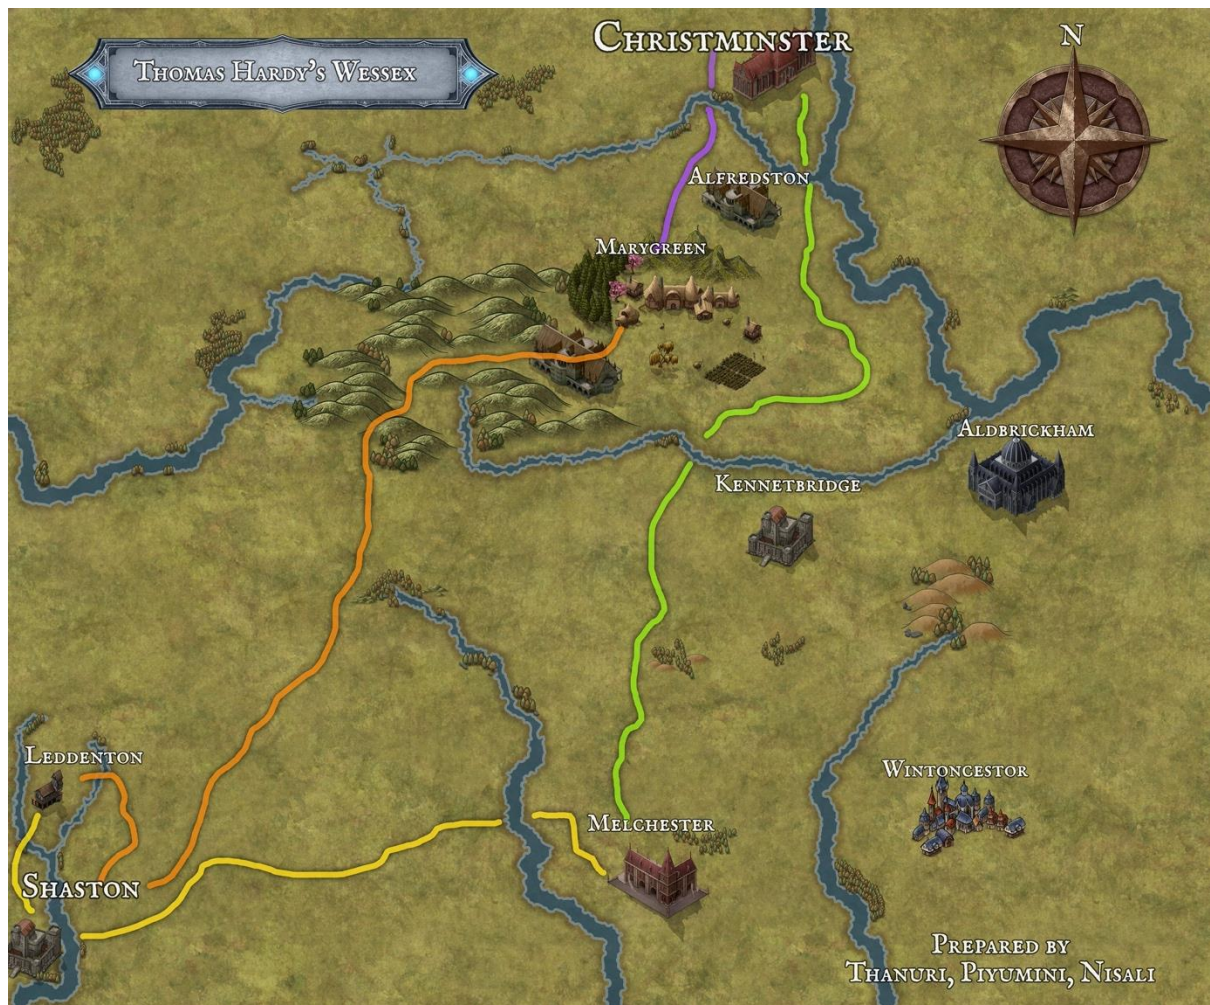 Christminster
N
Thomas Hardy's Wessex
Alfredston
Marygreen
Aldbrickham
Kennetbridge
Leddenton
Wintoncestor
Melchester
Shaston
Prepared by
Thanuri, Piyumini, Nisali